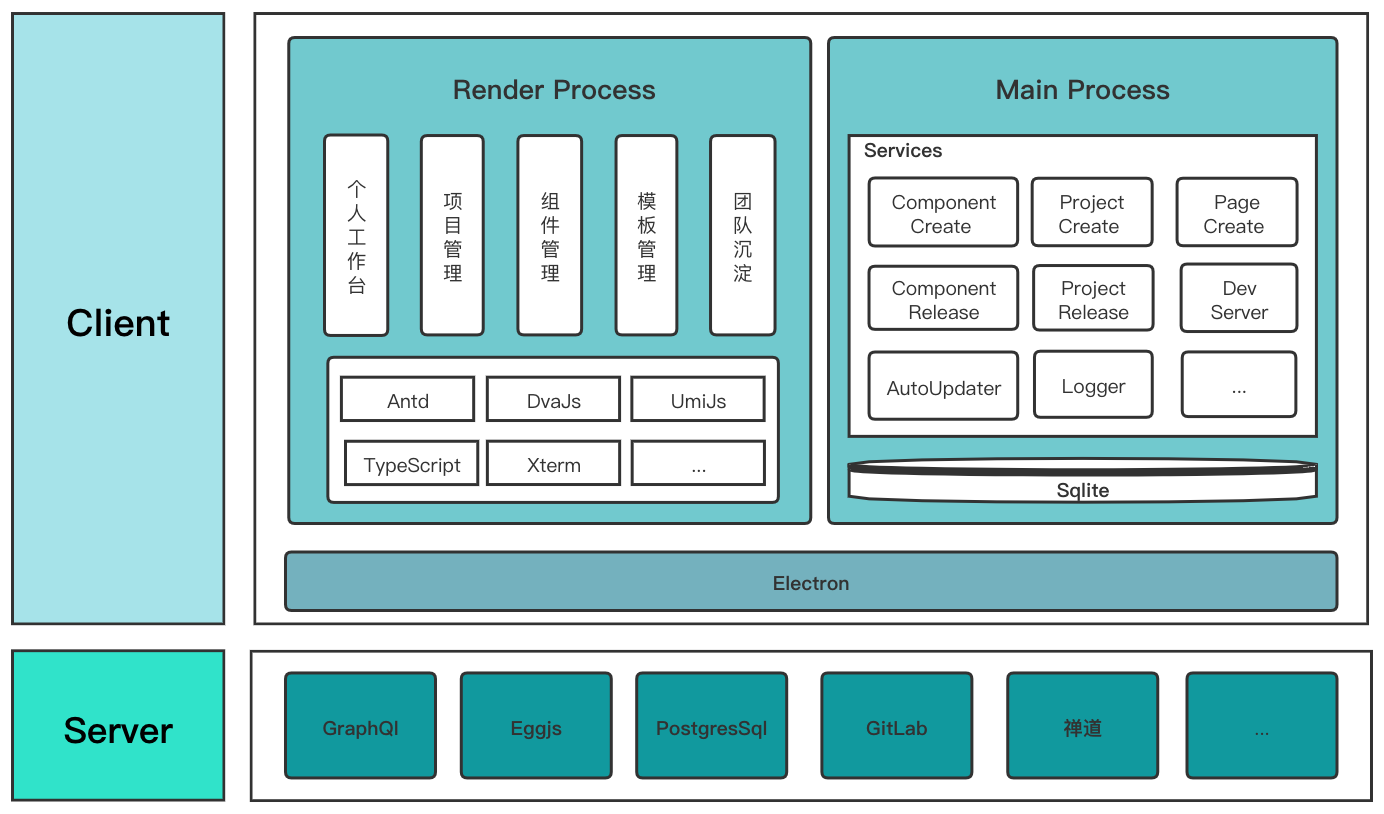 Client
Render Process
个人工作台
项目管理
组件管理
模板管理
团队沉淀
Antd
DvaJs
UmiJs
TypeScript
Xterm
...
Main Process
Services
Component
Create
Project
Create
Page
Create
Component
Release
Project
Release
Dev
Server
AutoUpdater
Logger
...
Sqlite
Electron
Server
GraphQl
Eggjs
PostgresSql
GitLab
禅道
...